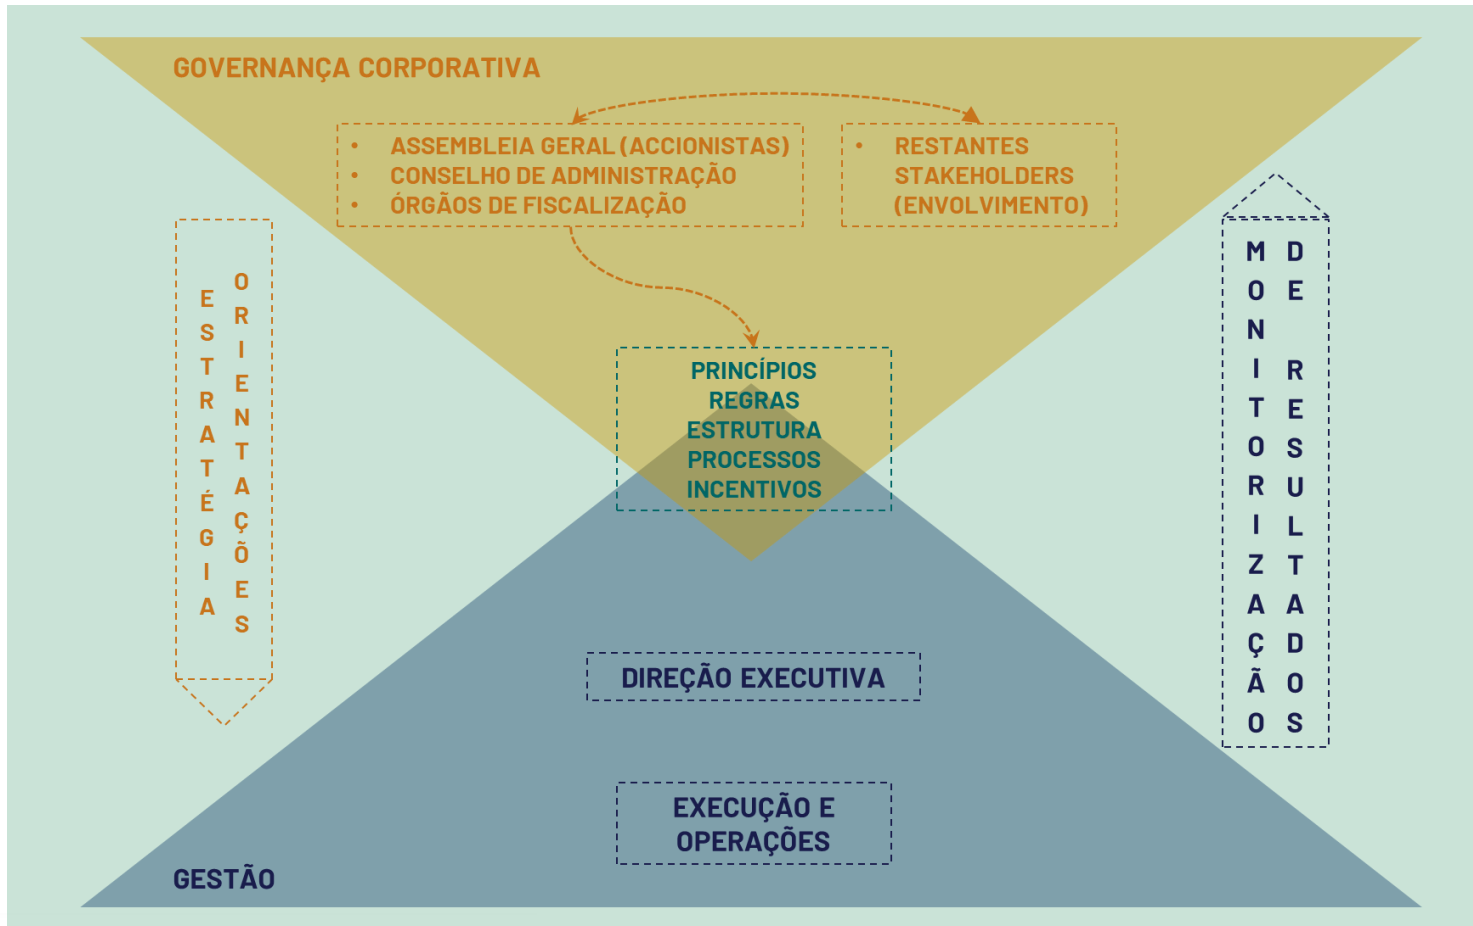 GOVERNANÇA CORPORATIVA
• ASSEMBLEIA GERAL (ACCIONISTAS)
• CONSELHO DE ADMINISTRAÇÃO
• ÓRGÃOS DE FISCALIZAÇÃO
• RESTANTES
STAKEHOLDERS
(ENVOLVIMENTO)
ESTRATÉGIA
ORIENTAÇÕES
PRINCÍPIOS
REGRAS
ESTRUTURA
PROCESSOS
INCENTIVOS
MONITORIZAÇÃO
DE RESULTADOS
DIREÇÃO EXECUTIVA
EXECUÇÃO E
OPERAÇÕES
GESTÃO